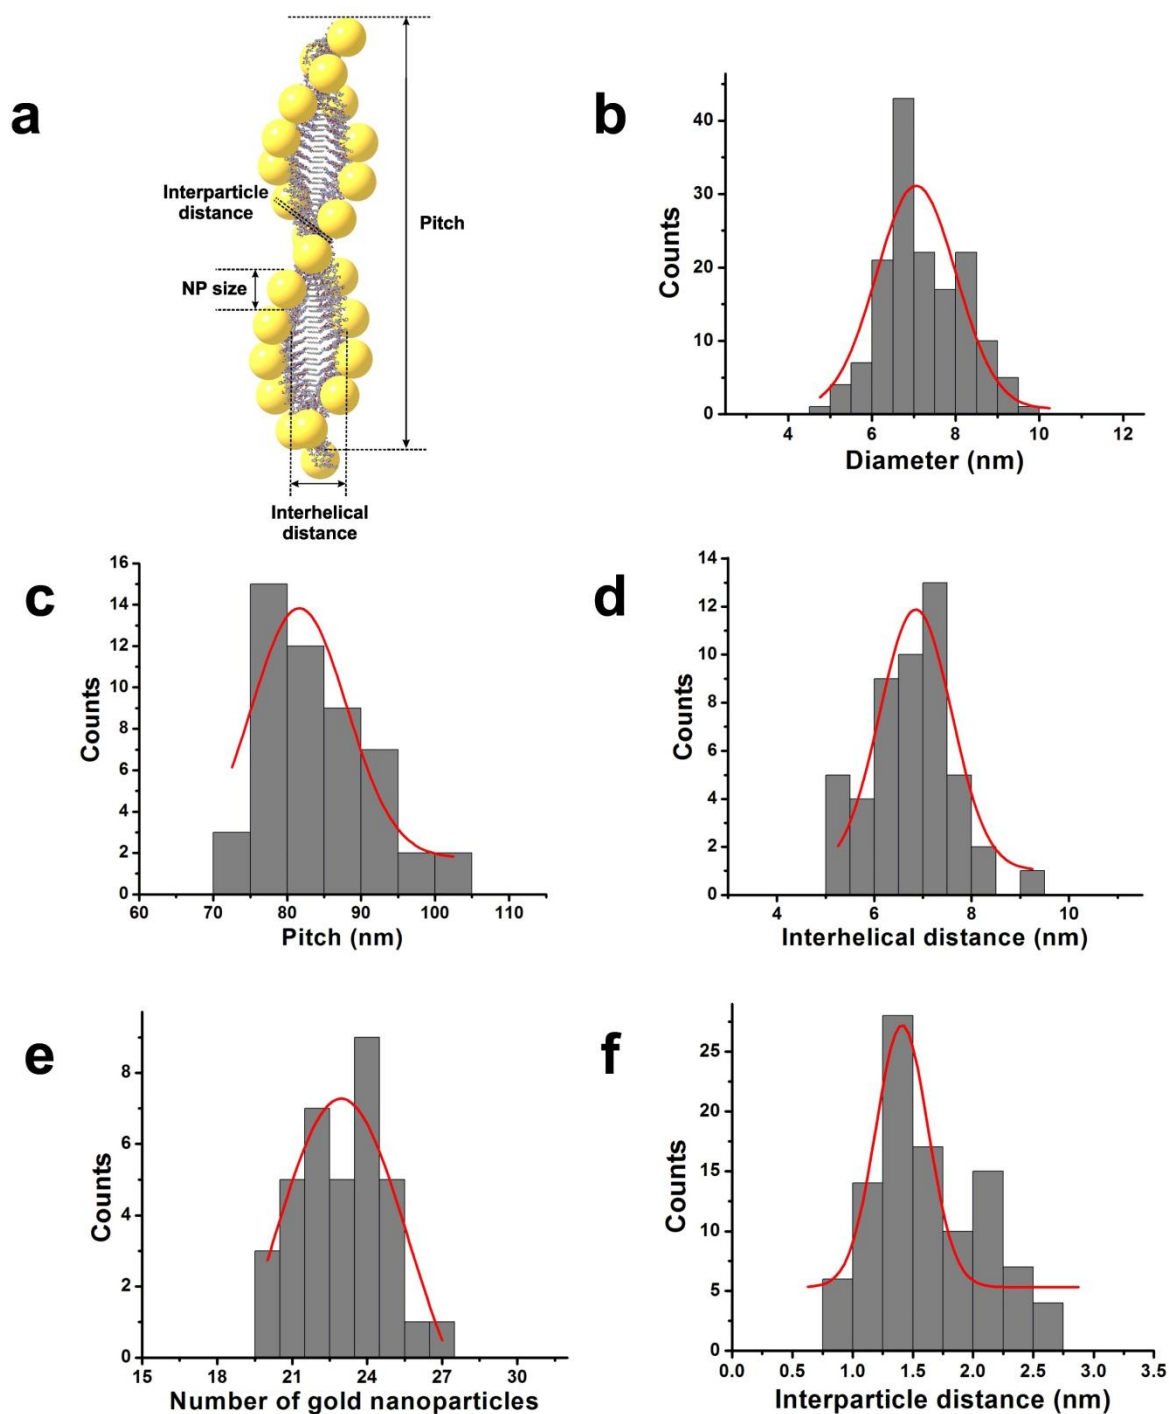 a
Interparticle
distance
NP size
Pitch
Interhelical
distance
b
Counts
40
30
20
10
0
4 6 8 10 12
Diameter (nm)
c
Counts
16
14
12
10
8
6
4
2
0
60 70 80 90 100 110
Pitch (nm)
d
Counts
14
12
10
8
6
4
2
0
4 6 8 10
Interhelical distance (nm)
e
Counts
8
6
4
2
0
15 18 21 24 27 30
Number of gold nanoparticles
f
Counts
25
20
15
10
5
0
0.0 0.5 1.0 1.5 2.0 2.5 3.0 3.5
Interparticle distance (nm)